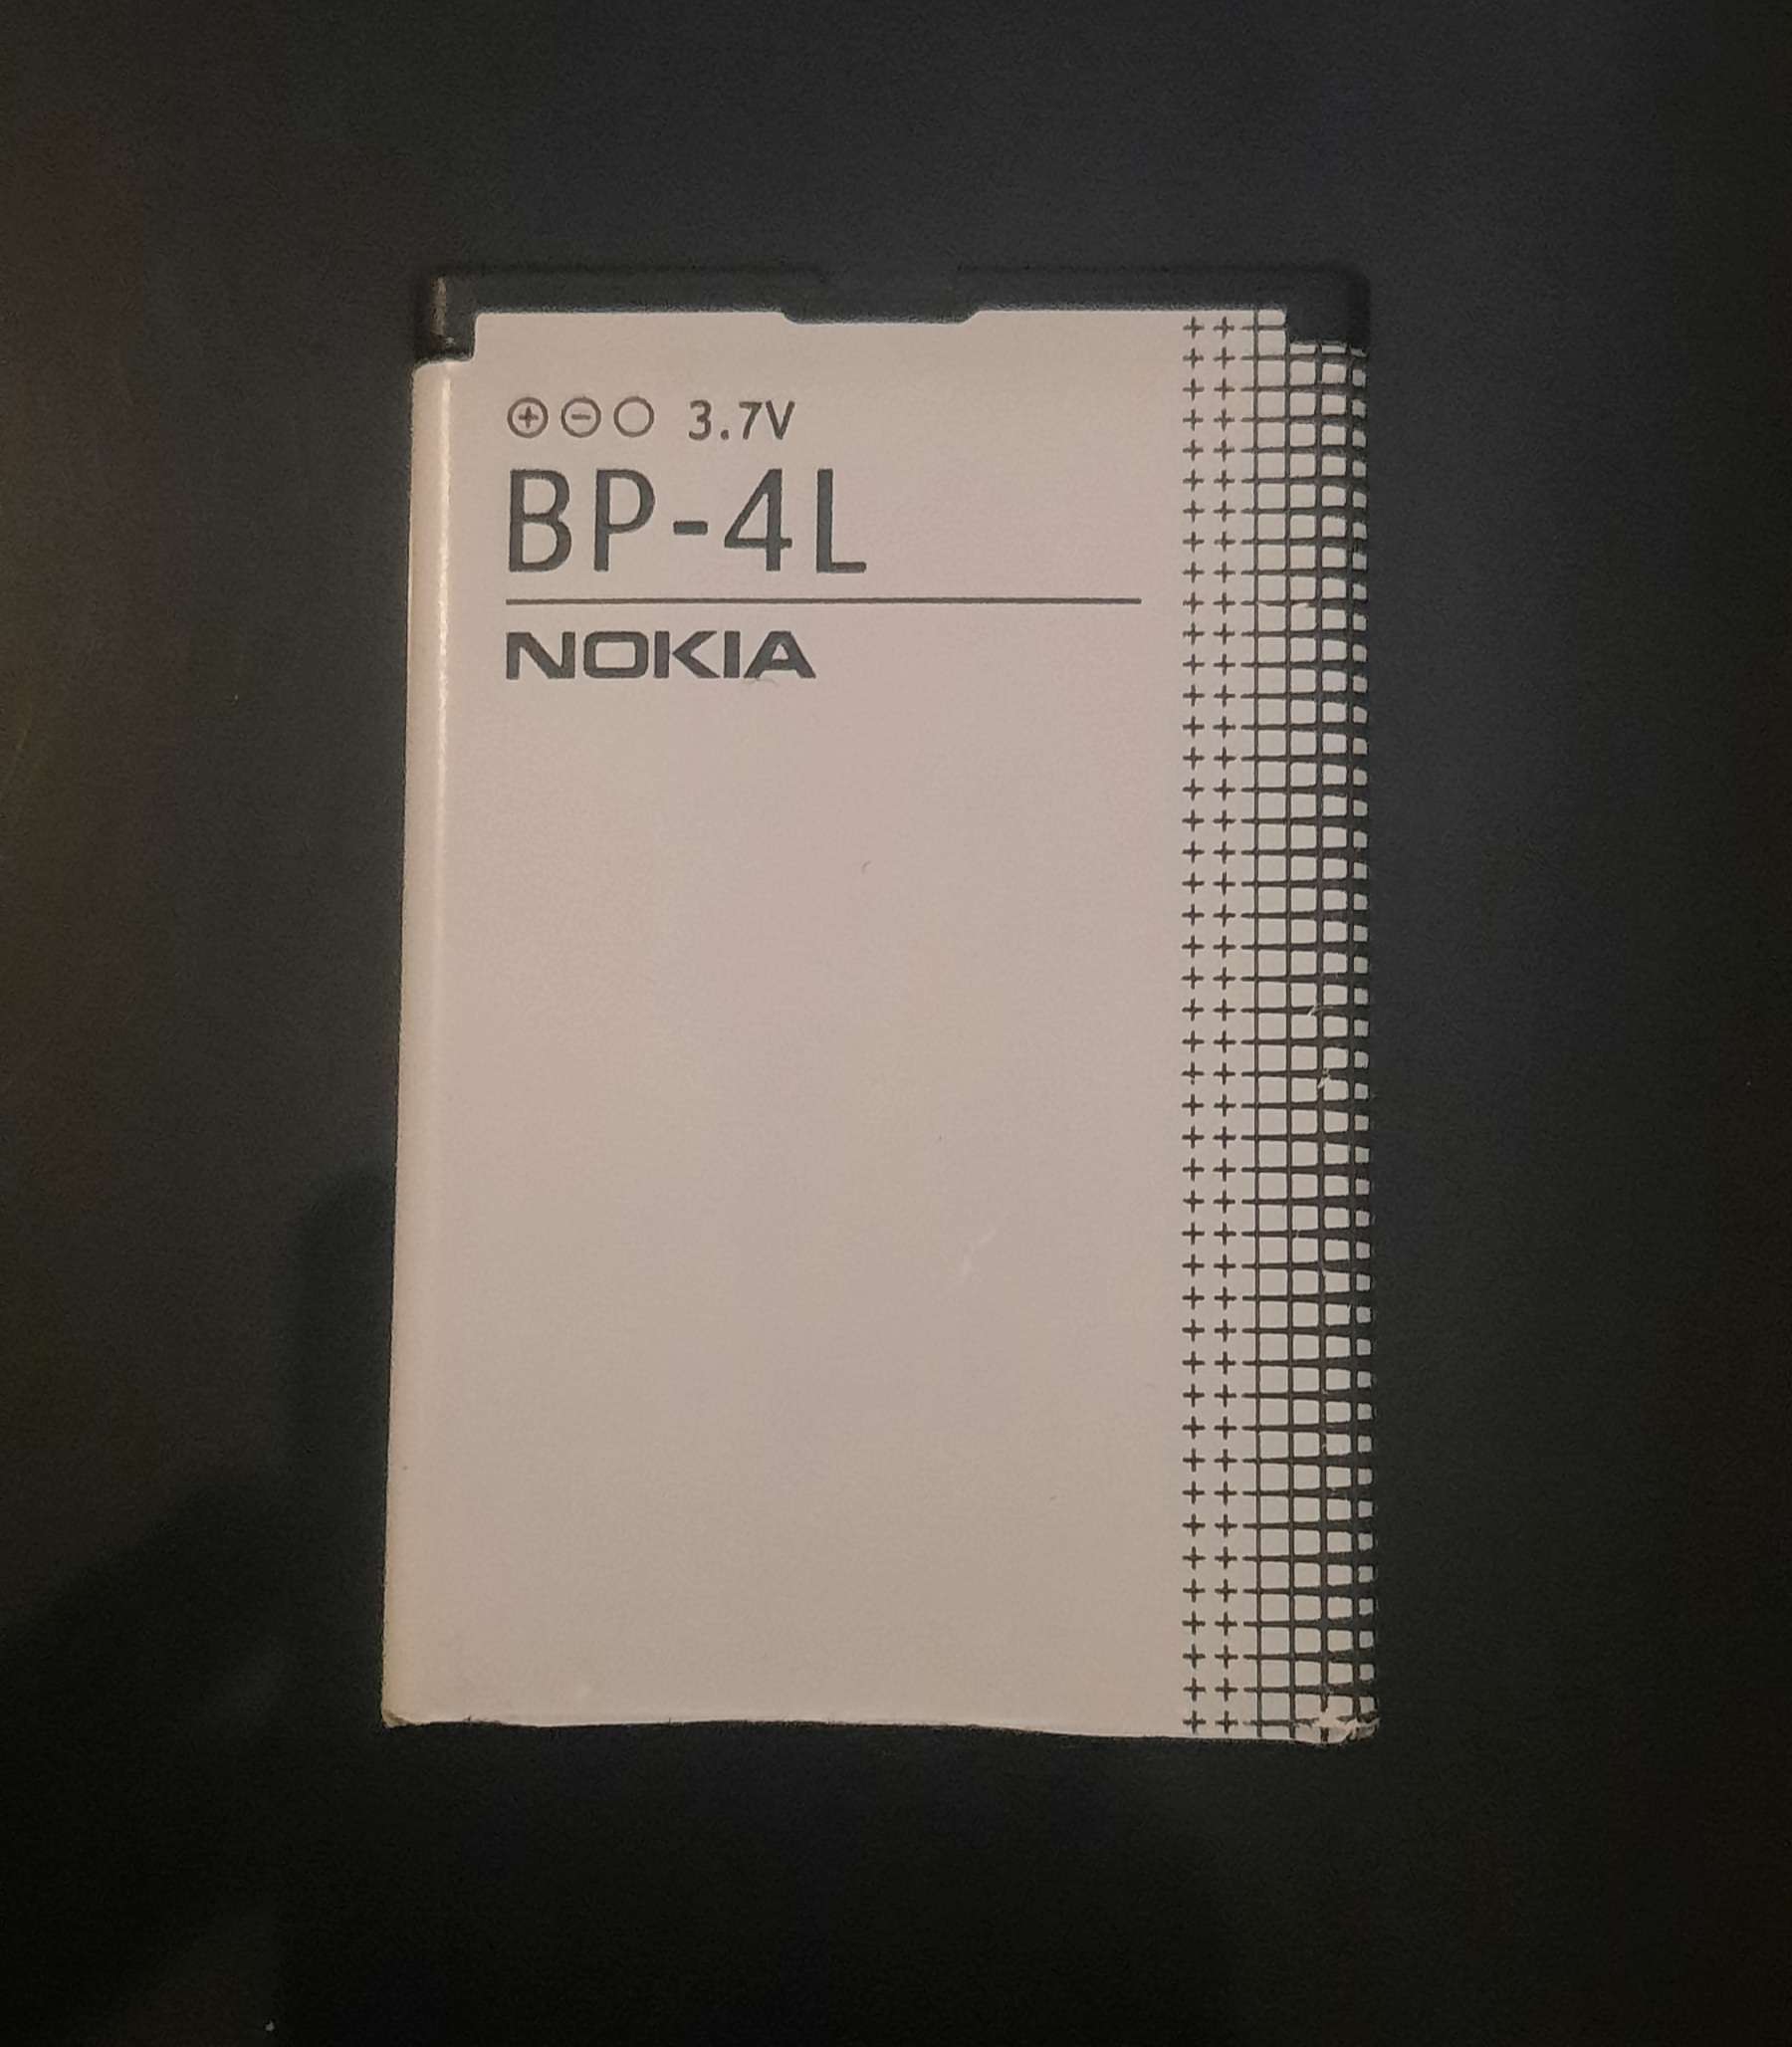 ⊕⊖○ 3.7V
BP-4L
NOKIA